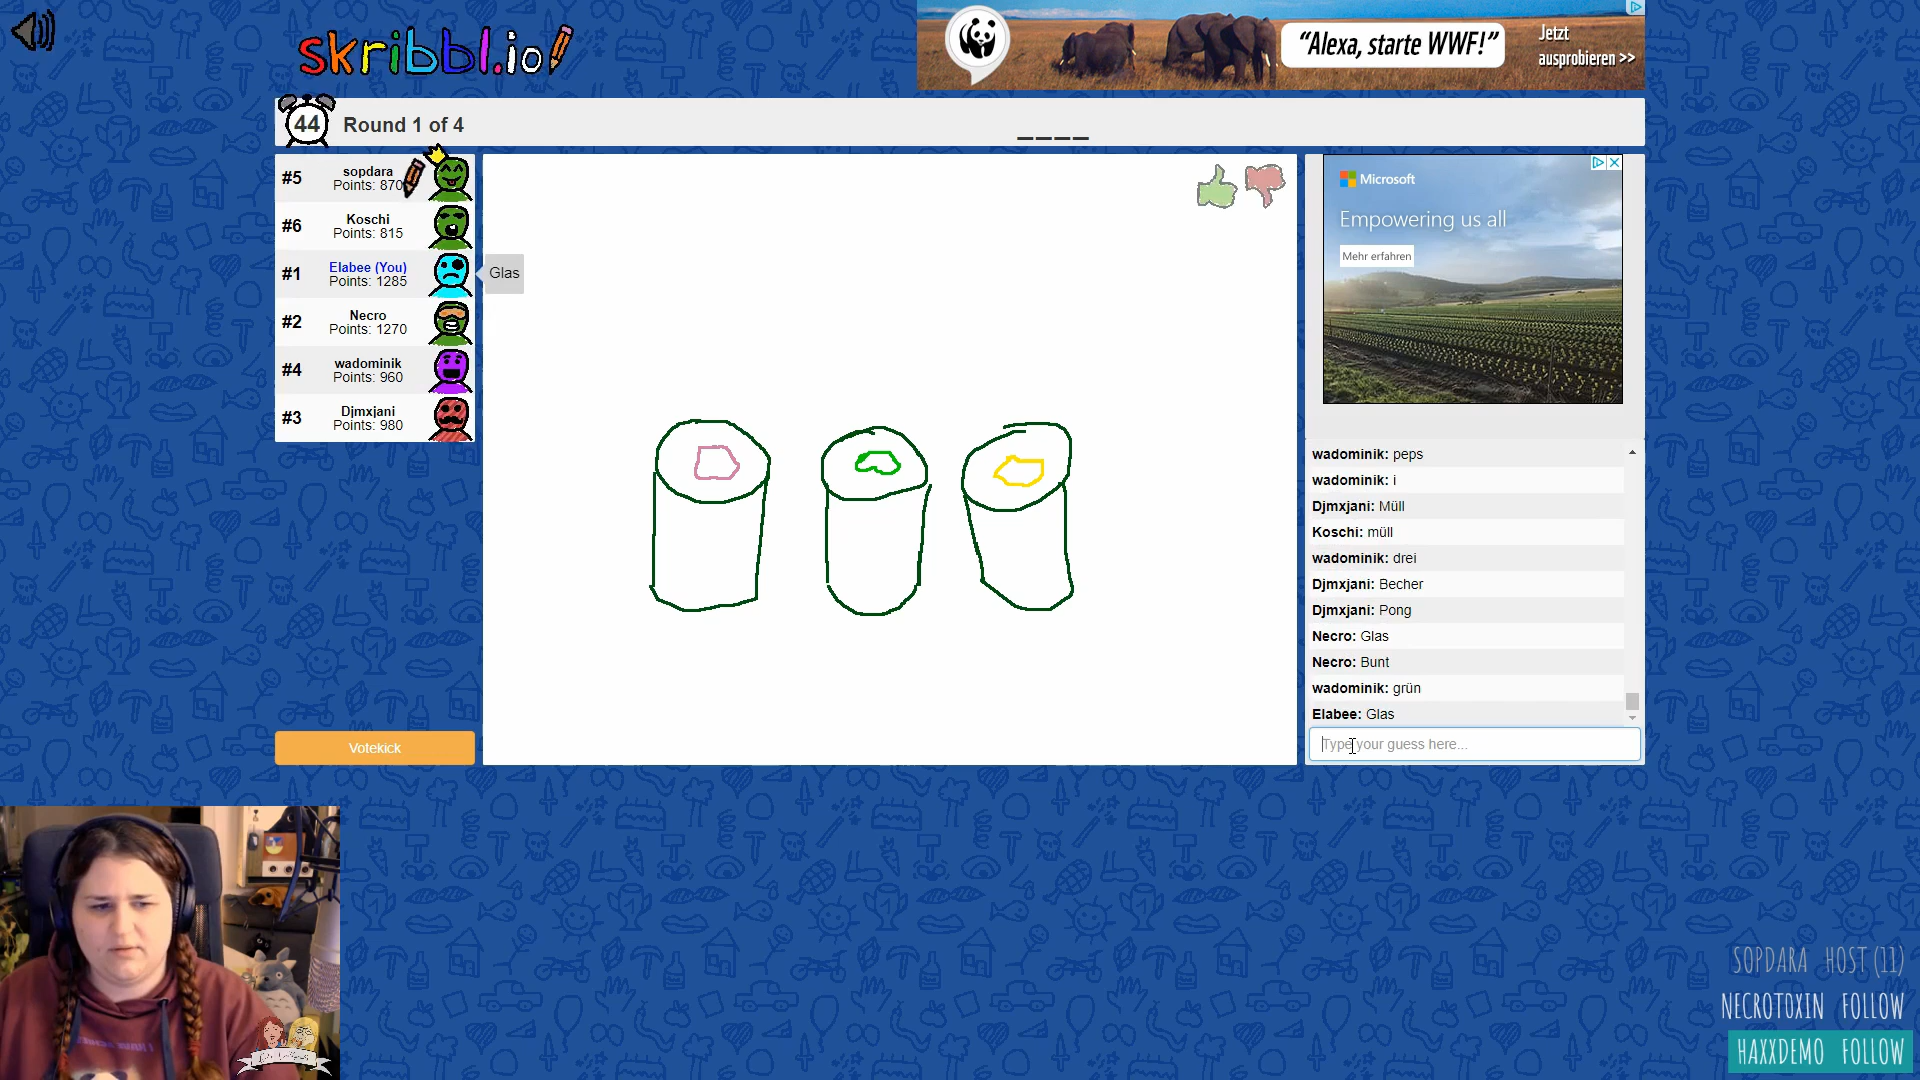 skribbl.io
“Alexa, starte WWF!”
Jetzt
ausprobieren >>
44
Round 1 of 4
____
#5
sopdara
Points: 870
#6
Koschi
Points: 815
#1
Elabee (You)
Points: 1285
Glas
#2
Necro
Points: 1270
#4
wadominik
Points: 960
#3
Djmxjani
Points: 980
Votekick
Microsoft
Empowering us all
Mehr erfahren
wadominik: peps
wadominik: i
Djmxjani: Müll
Koschi: müll
wadominik: drei
Djmxjani: Becher
Djmxjani: Pong
Necro: Glas
Necro: Bunt
wadominik: grün
Elabee: Glas
Type your guess here...
SOPDARA HOST (11)
NECROTOXIN FOLLOW
HAXXDEMO FOLLOW